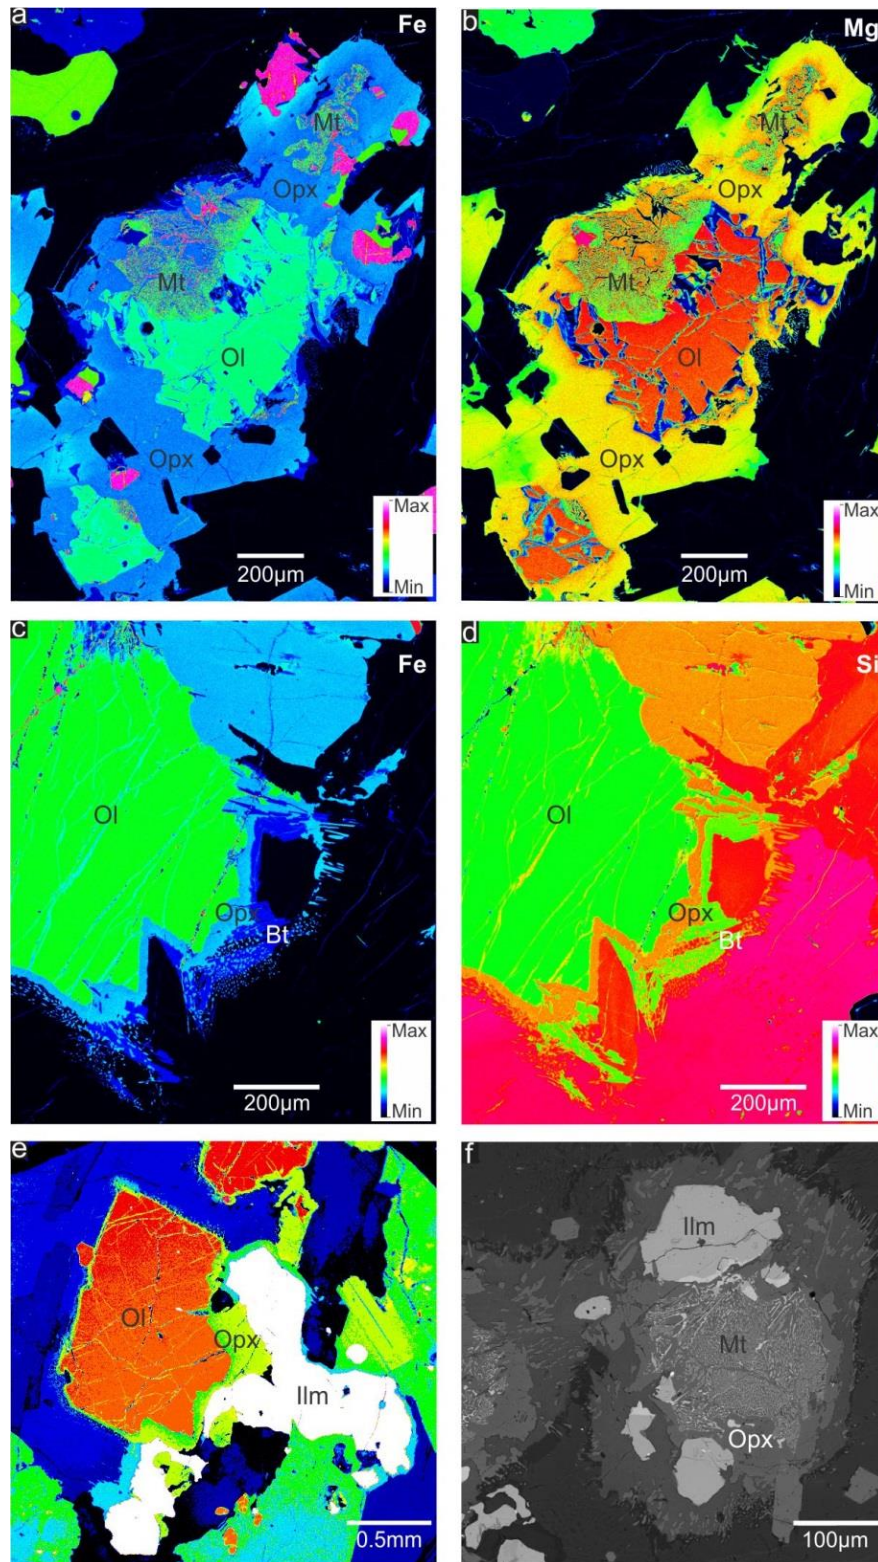 a
Fe
Mt
Opx
Mt
Ol
Opx
Max
Min
200μm
b
Mg
Mt
Opx
Mt
Ol
Opx
Max
Min
200μm
c
Fe
Ol
Opx
Bt
Max
Min
200μm
d
Si
Ol
Opx
Bt
Max
Min
200μm
e
Ol
Opx
Ilm
0.5mm
f
Ilm
Mt
Opx
100μm